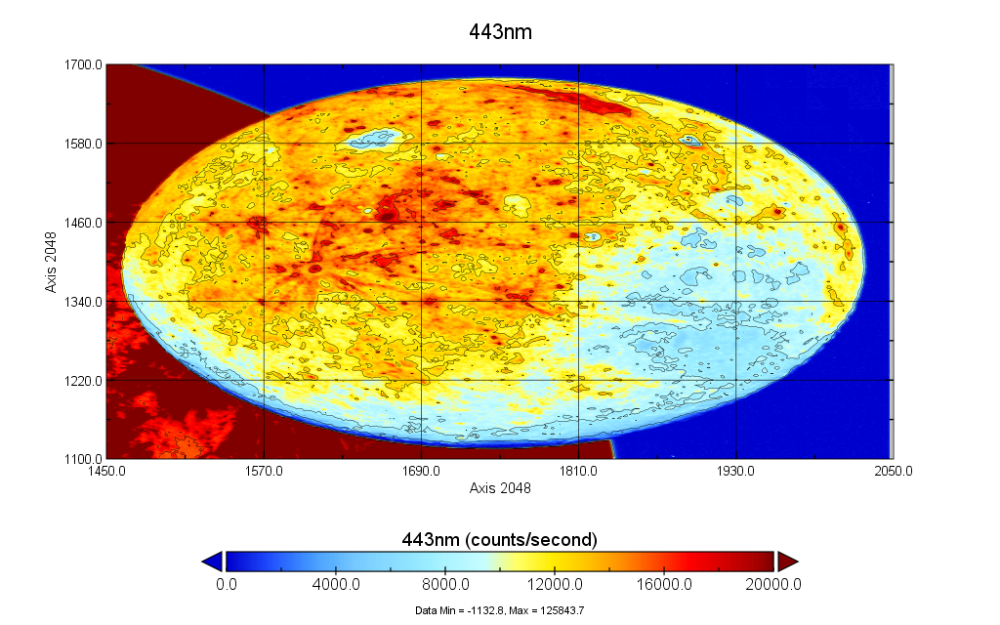 443nm
1700.0
1580.0
1460.0
1340.0
1220.0
1100.0
Axis 2048
1450.0 1570.0 1690.0 1810.0 1930.0 2050.0
Axis 2048
443nm (counts/second)
0.0 4000.0 8000.0 12000.0 16000.0 20000.0
Data Min = -1132.8, Max = 125843.7